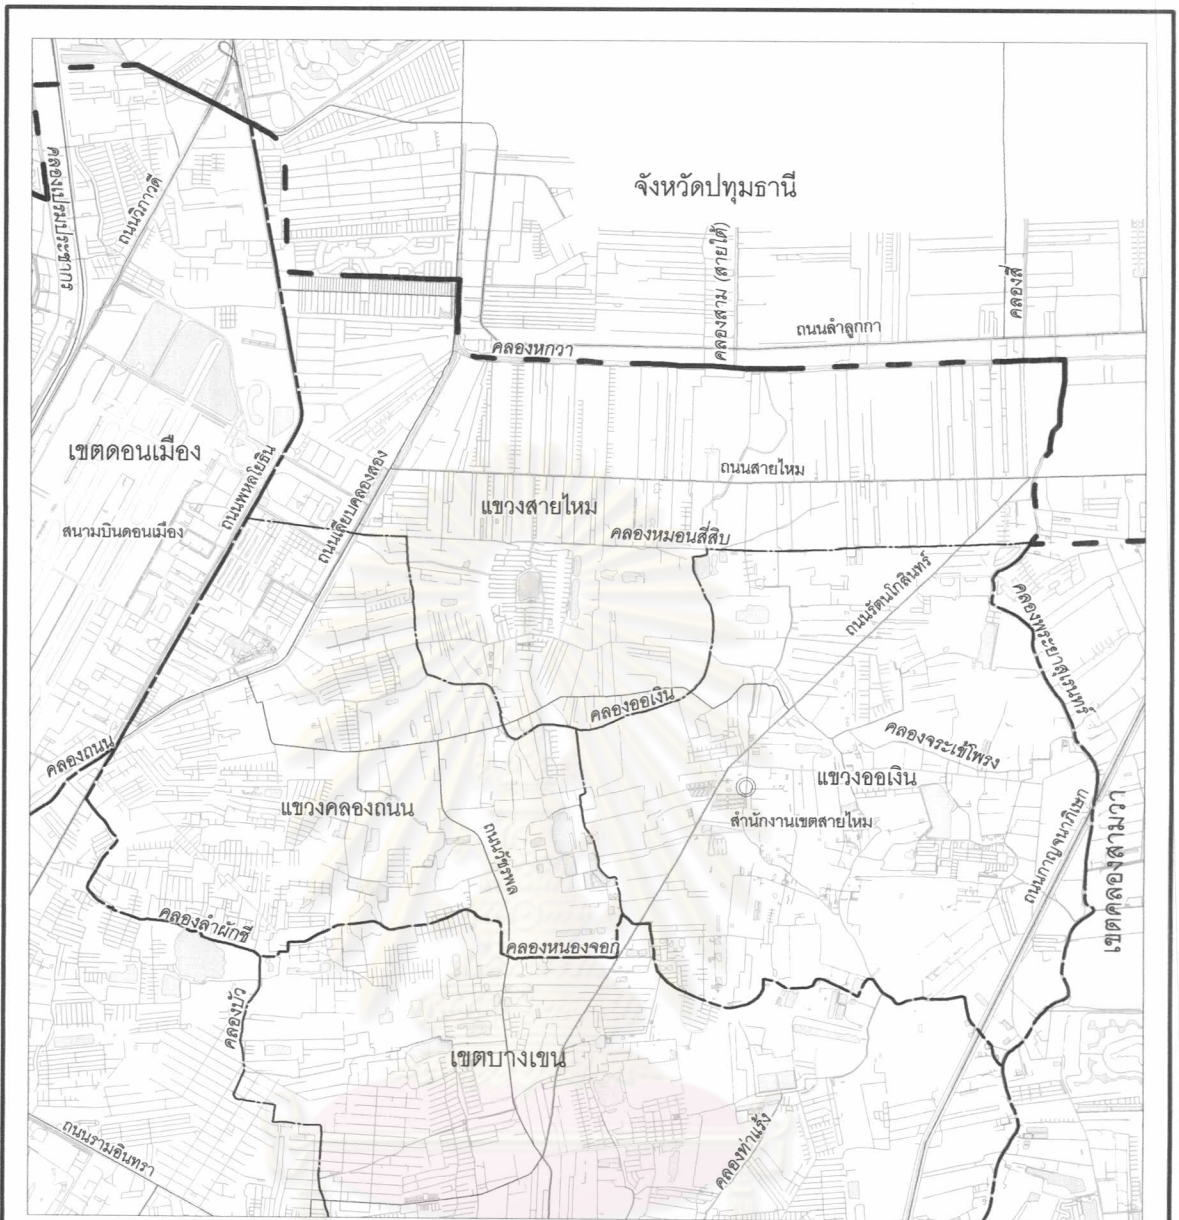 จังหวัดปทุมธานี
คลองเปรมประชากร
ถนนวิภาวดี
คลองสาม (สายใต้)
คลองสี่
ถนนลำลูกกา
คลองหกวา
เขตดอนเมือง
ถนนพหลโยธิน
ถนนเลียบคลองสอง
ถนนสายไหม
แขวงสายไหม
สนามบินดอนเมือง
คลองหมอนสี่สิบ
ถนนรัตนโกสินทร์
คลองพระยาสุเรนทร์
คลองออเงิน
คลองถนน
คลองจระเข้โพรง
แขวงออเงิน
แขวงคลองถนน
สำนักงานเขตสายไหม
ถนนวัชรพล
ถนนกาญจนาภิเษก
เขตคลองสามวา
คลองลำผักชี
คลองหนองจอก
คลองบัว
เขตบางเขน
ถนนรามอินทรา
คลองท่าแร้ง